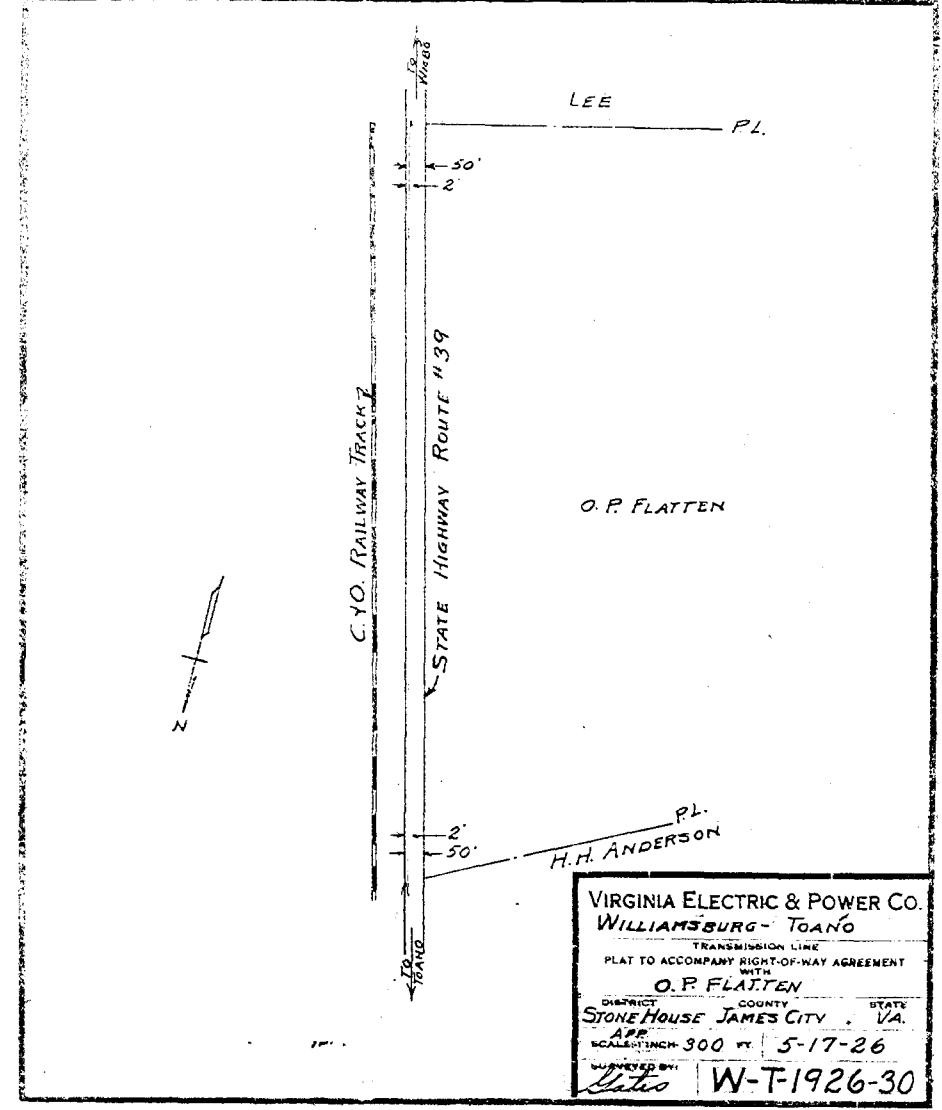 TO
WMSBG
LEE
P.L.
50'
2'
C.&O. RAILWAY TRACK
STATE HIGHWAY ROUTE #39
O. P. FLATTEN
N
2'
50'
P.L.
H.H. ANDERSON
TO
TOANO
VIRGINIA ELECTRIC & POWER CO.
WILLIAMSBURG - TOANO
TRANSMISSION LINE
PLAT TO ACCOMPANY RIGHT-OF-WAY AGREEMENT
WITH
O. P. FLATTEN
DISTRICT COUNTY STATE
STONE HOUSE JAMES CITY . VA.
APP.
SCALE: 1 INCH- 300 FT. 5-17-26
SURVEYED BY:
W-T-1926-30